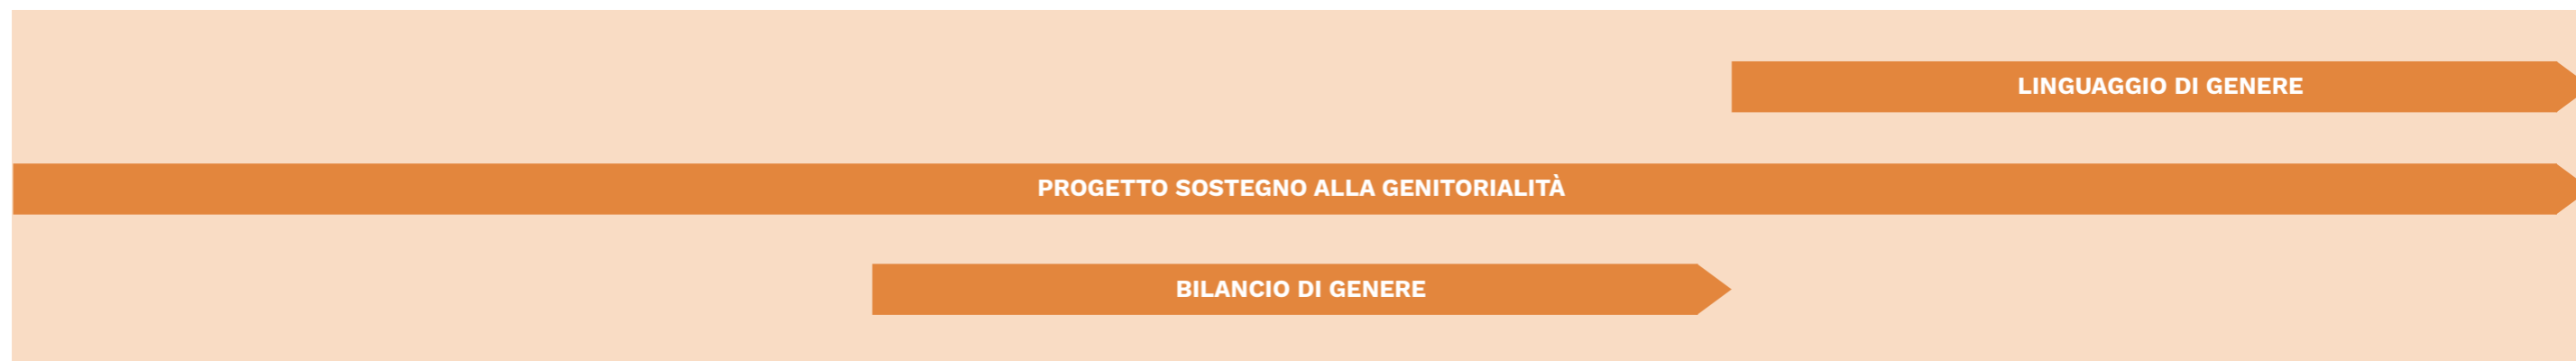 LINGUAGGIO DI GENERE
PROGETTO SOSTEGNO ALLA GENITORIALITÀ
BILANCIO DI GENERE